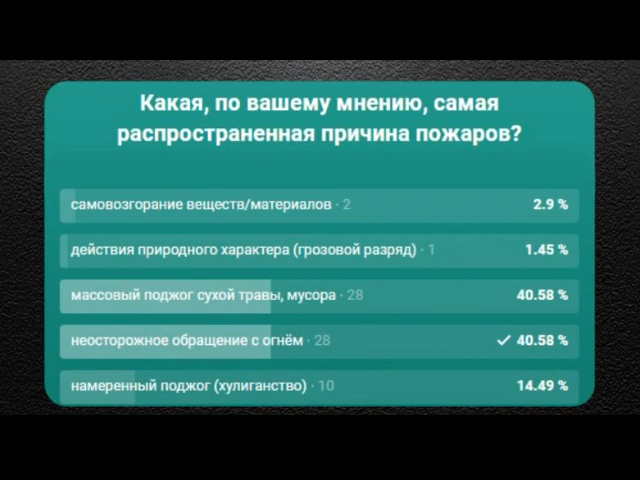 Какая, по вашему мнению, самая
распространенная причина пожаров?
самовозгорание веществ/материалов · 2 2.9 %
действия природного характера (грозовой разряд) · 1 1.45 %
массовый поджог сухой травы, мусора · 28 40.58 %
неосторожное обращение с огнём · 28 40.58 %
намеренный поджог (хулиганство) · 10 14.49 %